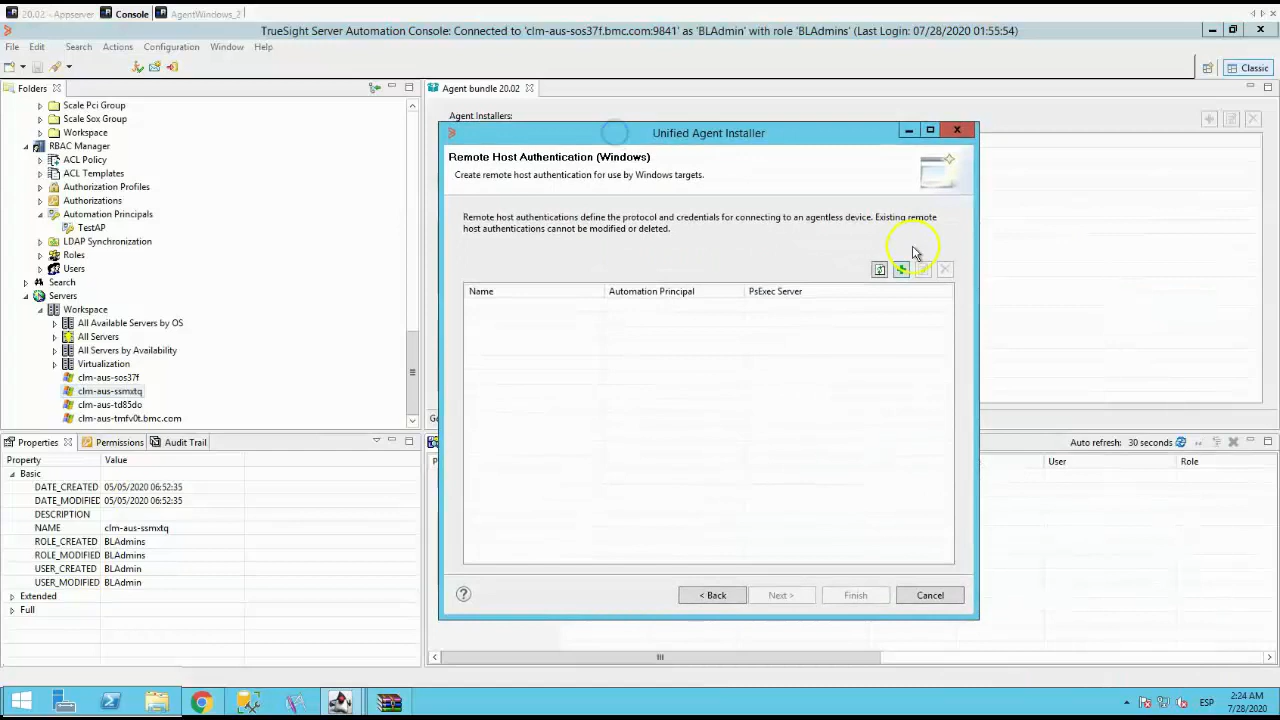 20.02 - Appserver
Console
AgentWindows_2
TrueSight Server Automation Console: Connected to 'clm-aus-sos37f.bmc.com:9841' as 'BLAdmin' with role 'BLAdmins' (Last Login: 07/28/2020 01:55:54)
File Edit Search Actions Configuration Window Help
Classic
Folders
Agent bundle 20.02
Scale Pci Group
Scale Sox Group
Workspace
RBAC Manager
ACL Policy
ACL Templates
Authorization Profiles
Authorizations
Automation Principals
TestAP
LDAP Synchronization
Roles
Users
Search
Servers
Workspace
All Available Servers by OS
All Servers
All Servers by Availability
Virtualization
clm-aus-sos37f
clm-aus-ssmxtq
clm-aus-td85do
clm-aus-tmfv0t.bmc.com
Agent Installers:
Unified Agent Installer
Remote Host Authentication (Windows)
Create remote host authentication for use by Windows targets.
Remote host authentications define the protocol and credentials for connecting to an agentless device. Existing remote
host authentications cannot be modified or deleted.
Name Automation Principal PsExec Server
? < Back Next > Finish Cancel
Properties Permissions Audit Trail
Property Value
Basic
DATE_CREATED 05/05/2020 06:52:35
DATE_MODIFIED 05/05/2020 06:52:35
DESCRIPTION
NAME clm-aus-ssmxtq
ROLE_CREATED BLAdmins
ROLE_MODIFIED BLAdmins
USER_CREATED BLAdmin
USER_MODIFIED BLAdmin
Extended
Full
Auto refresh: 30 seconds
User Role
ESP
2:24 AM
7/28/2020